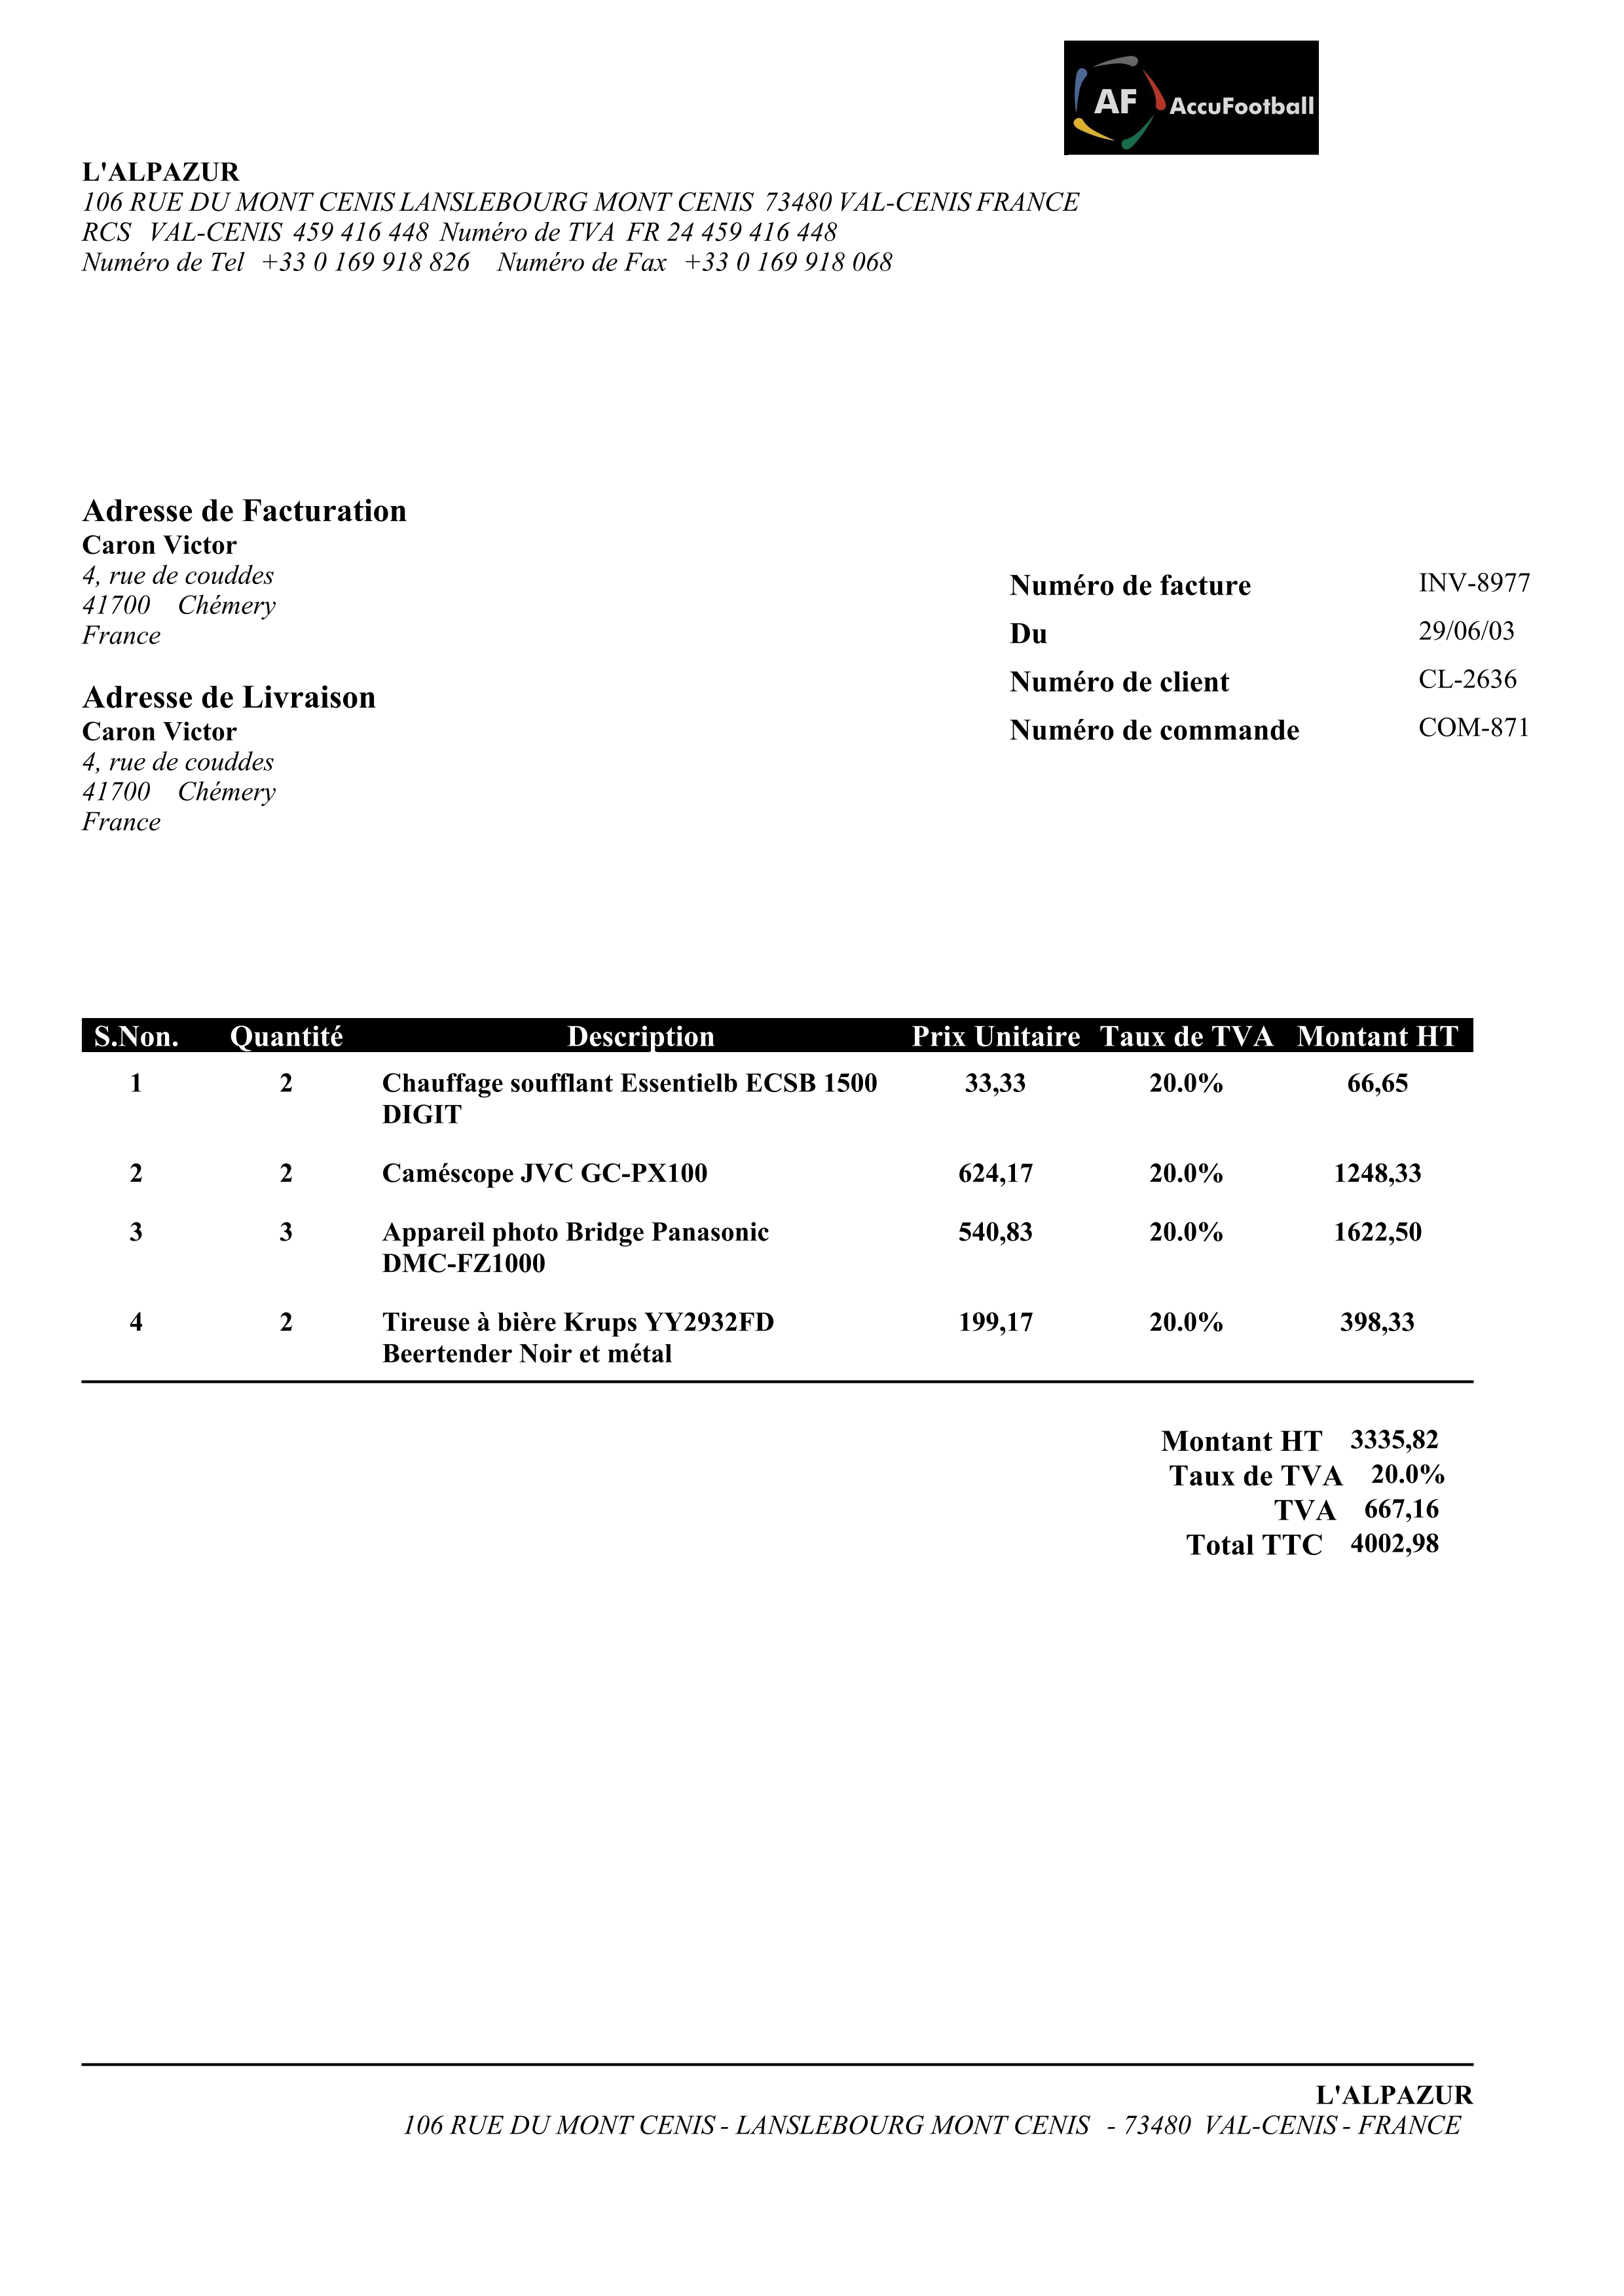 AF AccuFootball
L'ALPAZUR
106 RUE DU MONT CENIS LANSLEBOURG MONT CENIS 73480 VAL-CENIS FRANCE
RCS VAL-CENIS 459 416 448 Numéro de TVA FR 24 459 416 448
Numéro de Tel +33 0 169 918 826 Numéro de Fax +33 0 169 918 068
Adresse de Facturation
Caron Victor
4, rue de couddes
41700 Chémery
France
Numéro de facture INV-8977
Du 29/06/03
Numéro de client CL-2636
Numéro de commande COM-871
Adresse de Livraison
Caron Victor
4, rue de couddes
41700 Chémery
France
S.Non. Quantité Description Prix Unitaire Taux de TVA Montant HT
1 2 Chauffage soufflant Essentielb ECSB 1500 33,33 20.0% 66,65
DIGIT
2 2 Caméscope JVC GC-PX100 624,17 20.0% 1248,33
3 3 Appareil photo Bridge Panasonic 540,83 20.0% 1622,50
DMC-FZ1000
4 2 Tireuse à bière Krups YY2932FD 199,17 20.0% 398,33
Beertender Noir et métal
Montant HT 3335,82
Taux de TVA 20.0%
TVA 667,16
Total TTC 4002,98
L'ALPAZUR
106 RUE DU MONT CENIS - LANSLEBOURG MONT CENIS - 73480 VAL-CENIS - FRANCE